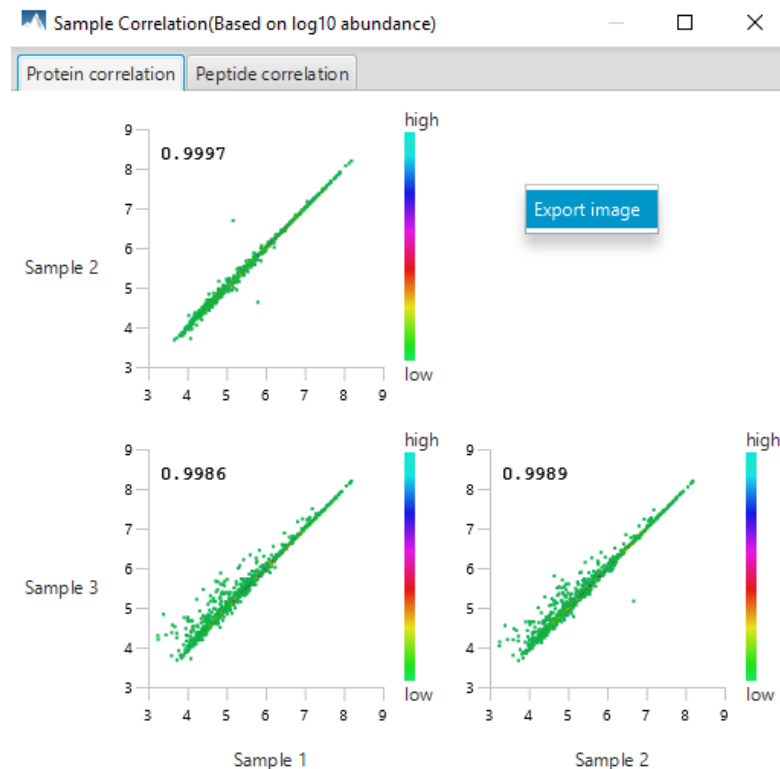 Sample Correlation(Based on log10 abundance)
Protein correlation Peptide correlation
high
9
0.9997
8
7
6
Sample 2
5
4
3
low
3 4 5 6 7 8 9
Export image
high
9
0.9986
8
7
6
Sample 3
5
4
3
low
3 4 5 6 7 8 9
Sample 1
high
9
0.9989
8
7
6
5
4
3
low
3 4 5 6 7 8 9
Sample 2